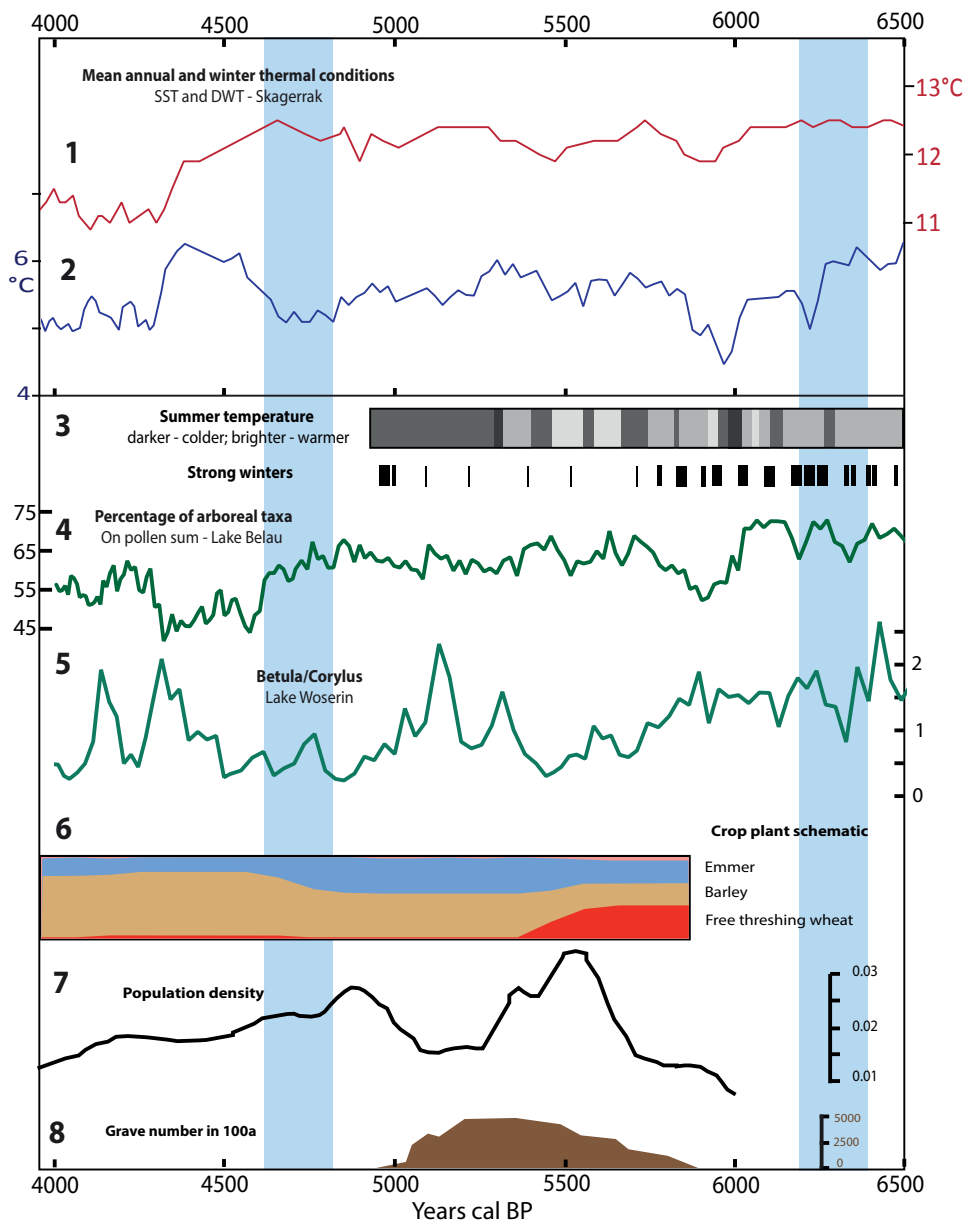 4000 4500 5000 5500 6000 6500
Mean annual and winter thermal conditions
SST and DWT - Skagerrak
13°C
1
12
11
6
°C
2
4
3
Summer temperature
darker - colder; brighter - warmer
Strong winters
75
4
Percentage of arboreal taxa
On pollen sum - Lake Belau
65
55
45
5
Betula/Corylus
Lake Woserin
2
1
0
6
Crop plant schematic
Emmer
Barley
Free threshing wheat
7
Population density
0.03
0.02
0.01
8
Grave number in 100a
5000
2500
0
4000 4500 5000 5500 6000 6500
Years cal BP